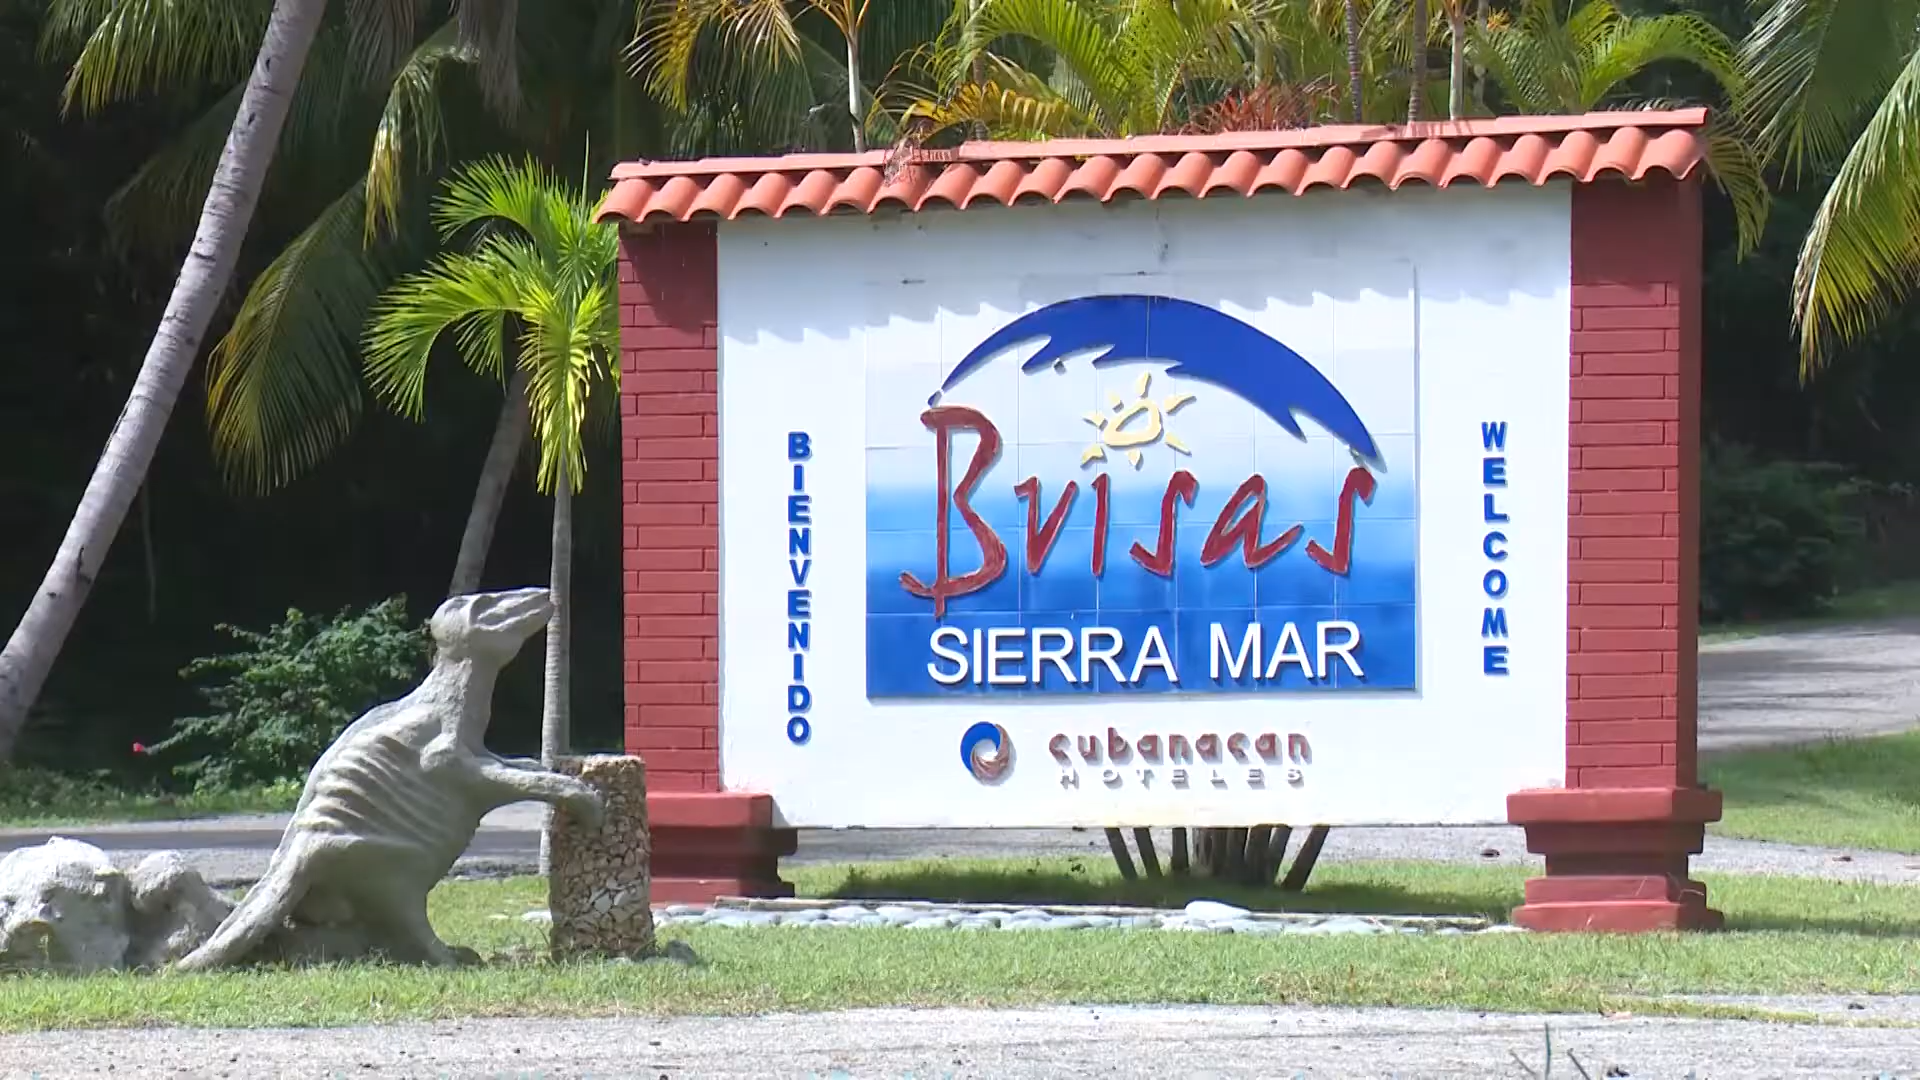 BIENVENIDO
Brisas
SIERRA MAR
cubanacan
HOTELES
WELCOME